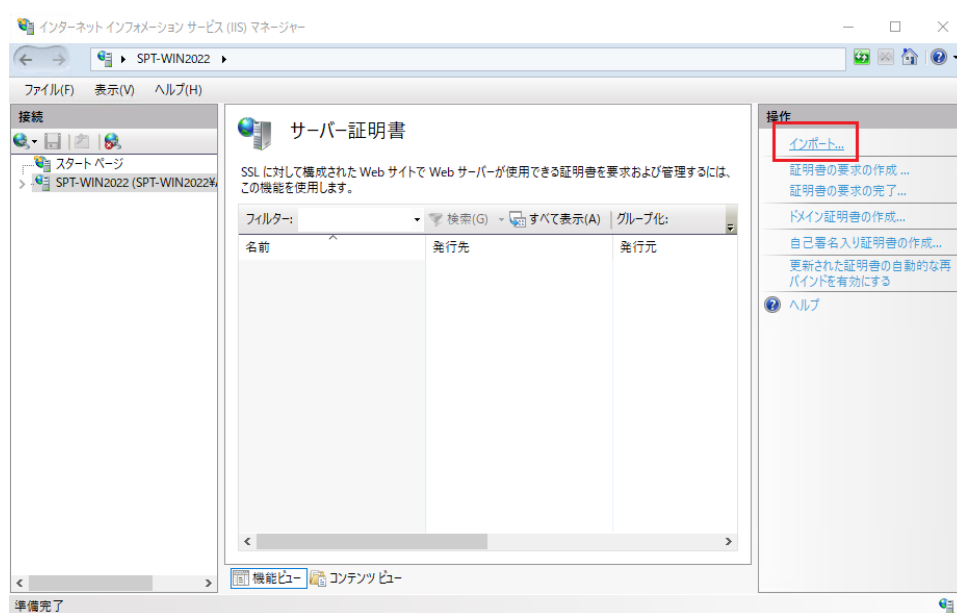 インターネット インフォメーション サービス (IIS) マネージャー
SPT-WIN2022
ファイル(F) 表示(V) ヘルプ(H)
接続
スタート ページ
SPT-WIN2022 (SPT-WIN2022¥
サーバー証明書
SSL に対して構成された Web サイトで Web サーバーが使用できる証明書を要求および管理するには、
この機能を使用します。
フィルター: 検索(G) すべて表示(A) グループ化:
名前 発行先 発行元
機能ビュー コンテンツ ビュー
操作
インポート...
証明書の要求の作成 ...
証明書の要求の完了...
ドメイン証明書の作成...
自己署名入り証明書の作成...
更新された証明書の自動的な再
バインドを有効にする
ヘルプ
準備完了